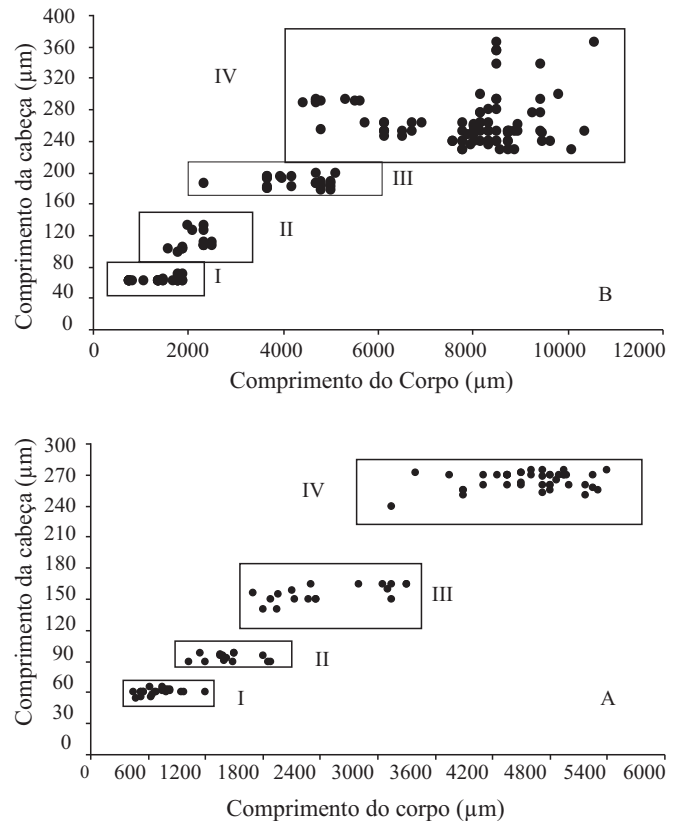 Comprimento da cabeça (µm)
400
360
320
280
240
200
160
120
80
40
0
IV
III
II
I
B
0 2000 4000 6000 8000 10000 12000
Comprimento do Corpo (µm)
Comprimento da cabeça (µm)
300
270
240
210
180
150
120
90
60
30
0
IV
III
II
I
A
0 600 1200 1800 2400 3000 3600 4200 4800 5400 6000
Comprimento do corpo (µm)